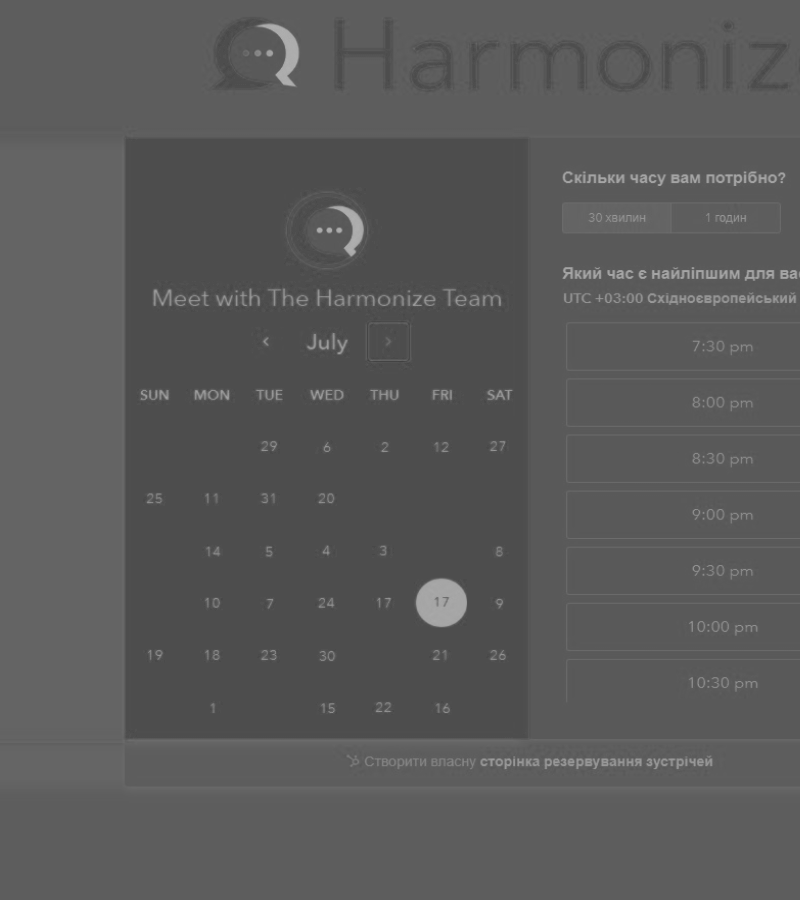 Harmoniz
Meet with The Harmonize Team
July
SUN MON TUE WED THU FRI SAT
29 6 2 12 27
25 11 31 20
14 5 4 3 8
10 7 24 17 17 9
19 18 23 30 21 26
1 15 22 16
Скільки часу вам потрібно?
30 хвилин 1 годин
Який час є найліпшим для вас
UTC +03:00 Східноєвропейський
7:30 pm
8:00 pm
8:30 pm
9:00 pm
9:30 pm
10:00 pm
10:30 pm
Створити власну сторінка резервування зустрічей